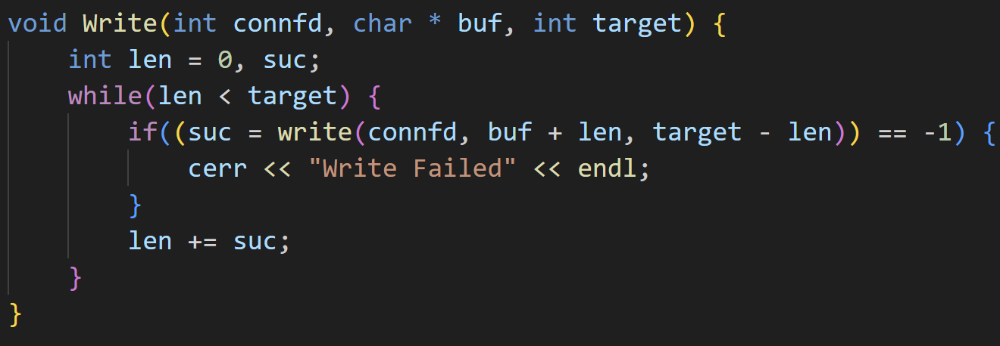 void Write(int connfd, char * buf, int target) {
    int len = 0, suc;
    while(len < target) {
        if((suc = write(connfd, buf + len, target - len)) == -1) {
            cerr << "Write Failed" << endl;
        }
        len += suc;
    }
}